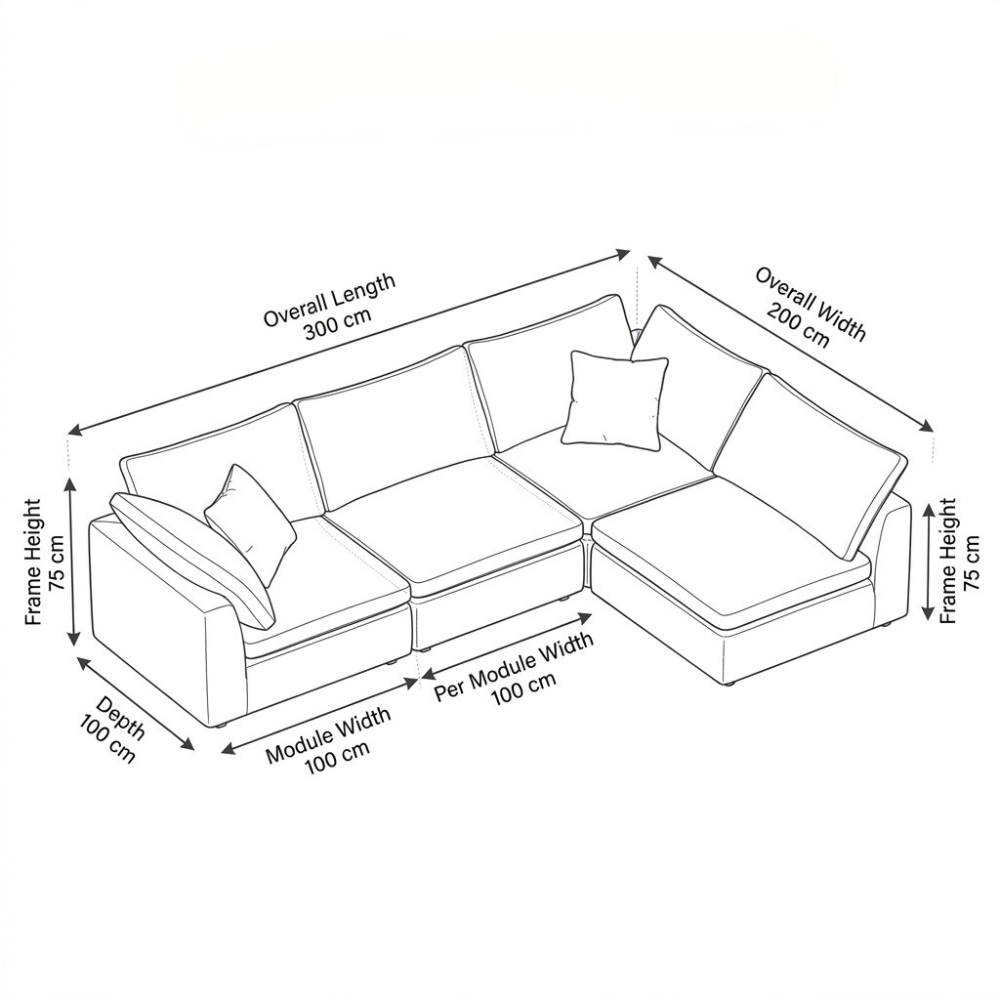 Overall Length
300 cm
Overall Width
200 cm
Frame Height
75 cm
Frame Height
75 cm
Depth
100 cm
Module Width
100 cm
Per Module Width
100 cm